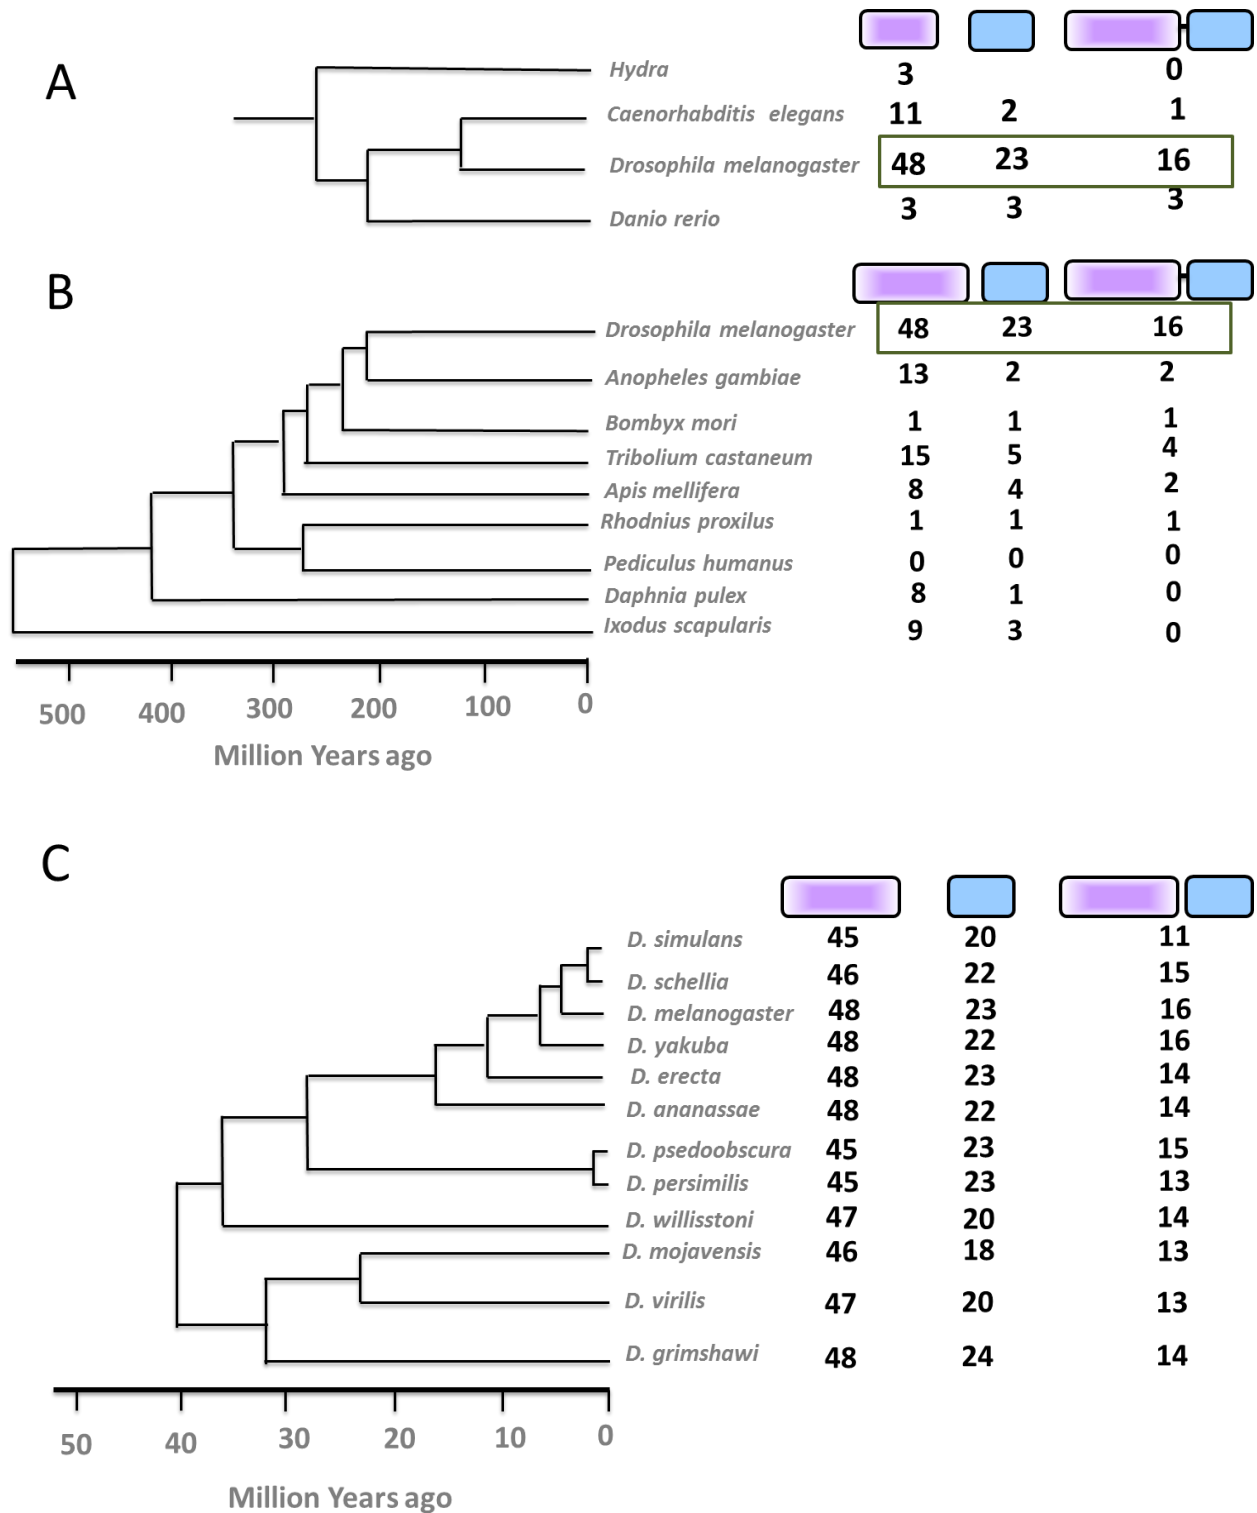 A
Hydra 3 0
Caenorhabditis elegans 11 2 1
Drosophila melanogaster 48 23 16
Danio rerio 3 3 3
B
Drosophila melanogaster 48 23 16
Anopheles gambiae 13 2 2
Bombyx mori 1 1 1
Tribolium castaneum 15 5 4
Apis mellifera 8 4 2
Rhodnius proxilus 1 1 1
Pediculus humanus 0 0 0
Daphnia pulex 8 1 0
Ixodus scapularis 9 3 0
500 400 300 200 100 0
Million Years ago
C
D. simulans 45 20 11
D. schellia 46 22 15
D. melanogaster 48 23 16
D. yakuba 48 22 16
D. erecta 48 23 14
D. ananassae 48 22 14
D. psedoobscura 45 23 15
D. persimilis 45 23 13
D. willisstoni 47 20 14
D. mojavensis 46 18 13
D. virilis 47 20 13
D. grimshawi 48 24 14
50 40 30 20 10 0
Million Years ago